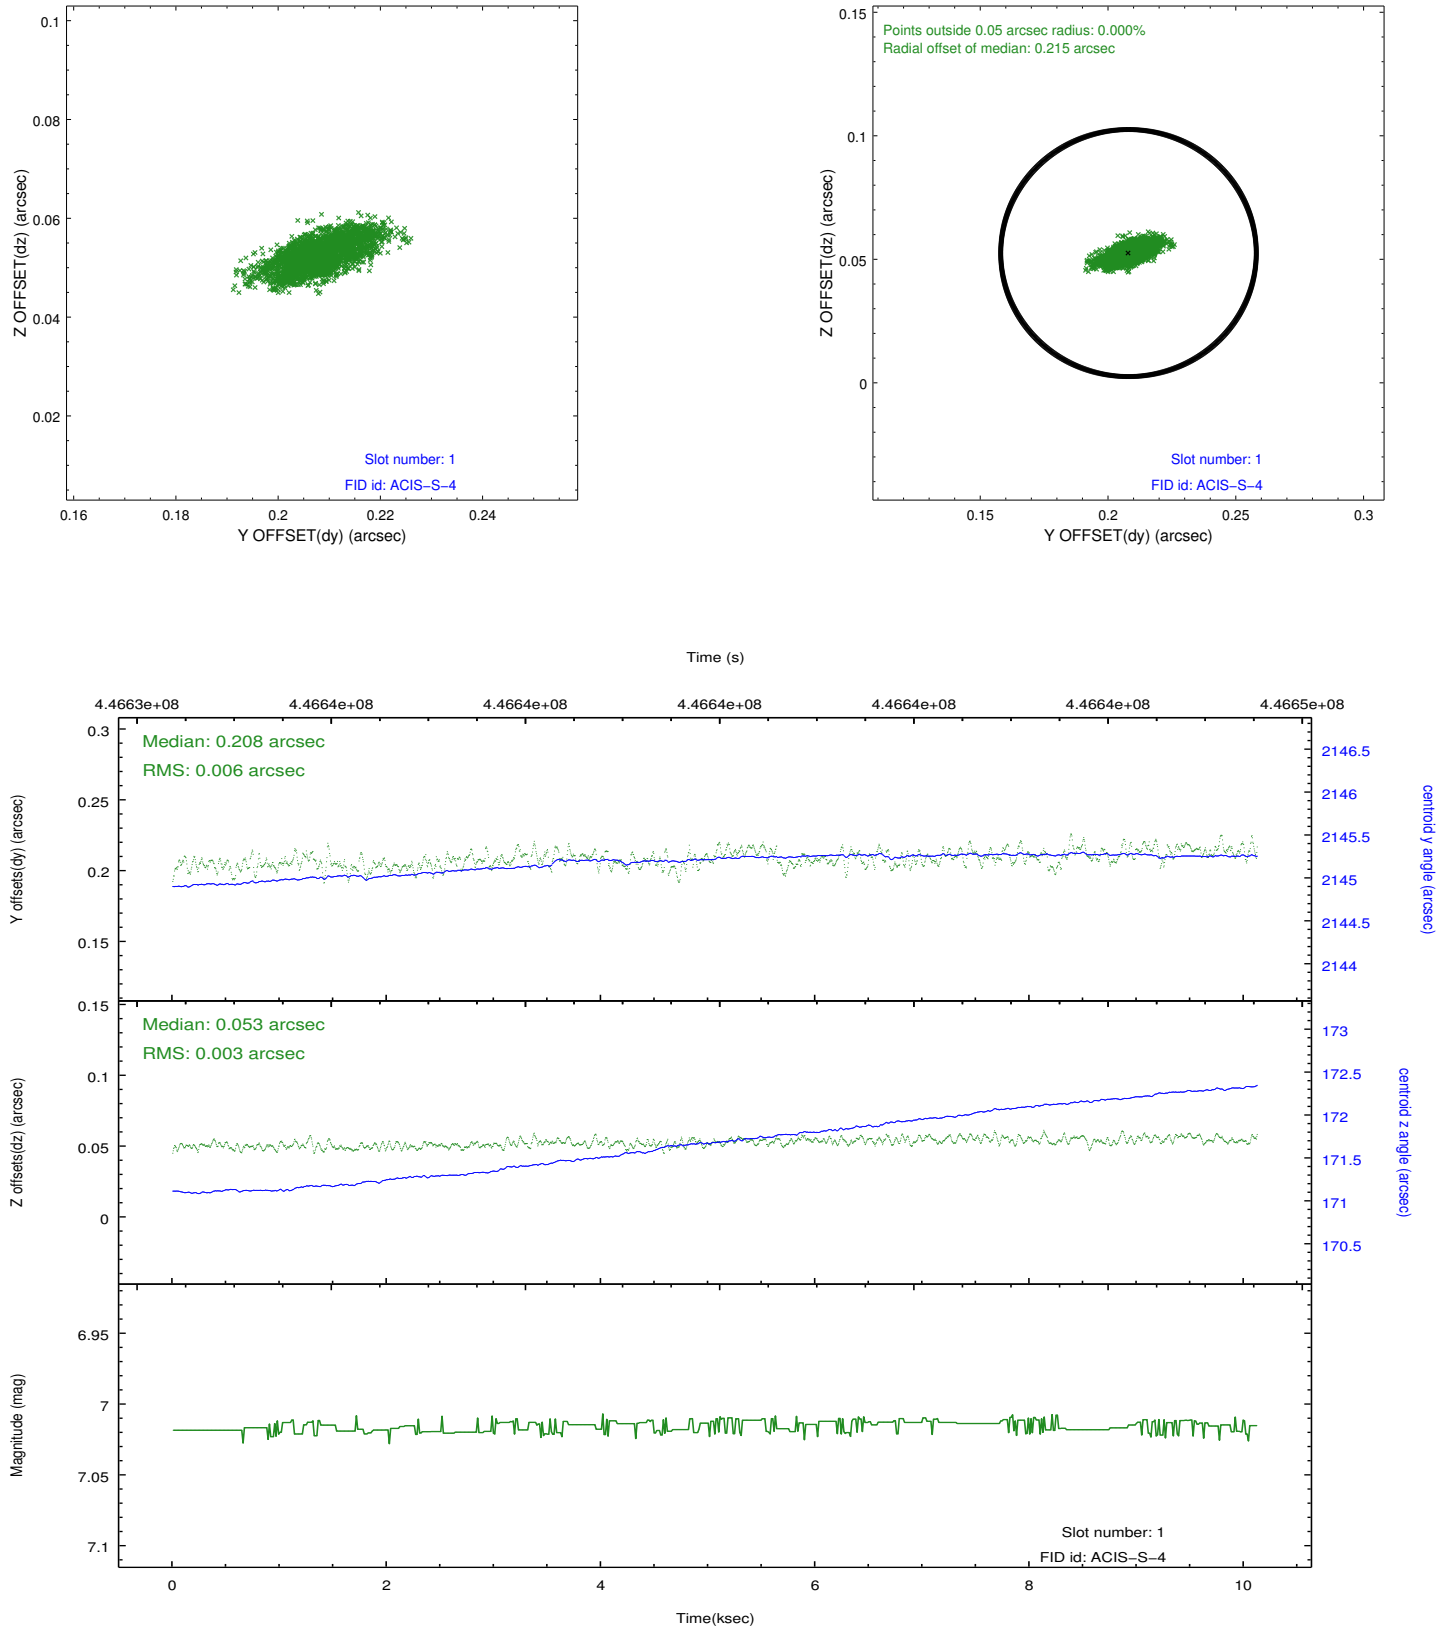 0.1
0.08
0.06
0.04
0.02
Z OFFSET(dz) (arcsec)
Slot number: 1
FID id: ACIS−S−4
0.16 0.18 0.2 0.22 0.24
Y OFFSET(dy) (arcsec)
0.15
0.1
0.05
0
Z OFFSET(dz) (arcsec)
Points outside 0.05 arcsec radius: 0.000%
Radial offset of median: 0.215 arcsec
Slot number: 1
FID id: ACIS−S−4
0.15 0.2 0.25 0.3
Y OFFSET(dy) (arcsec)
Time (s)
4.4663e+08 4.4664e+08 4.4664e+08 4.4664e+08 4.4664e+08 4.4664e+08 4.4665e+08
Median: 0.208 arcsec
RMS: 0.006 arcsec
0.3
0.25
0.2
0.15
Y offsets(dy) (arcsec)
2146.5
2146
2145.5
2145
2144.5
2144
centroid y angle (arcsec)
Median: 0.053 arcsec
RMS: 0.003 arcsec
0.15
0.1
0.05
0
Z offsets(dz) (arcsec)
173
172.5
172
171.5
171
170.5
centroid z angle (arcsec)
6.95
7
7.05
7.1
Magnitude (mag)
Slot number: 1
FID id: ACIS−S−4
0 2 4 6 8 10
Time(ksec)